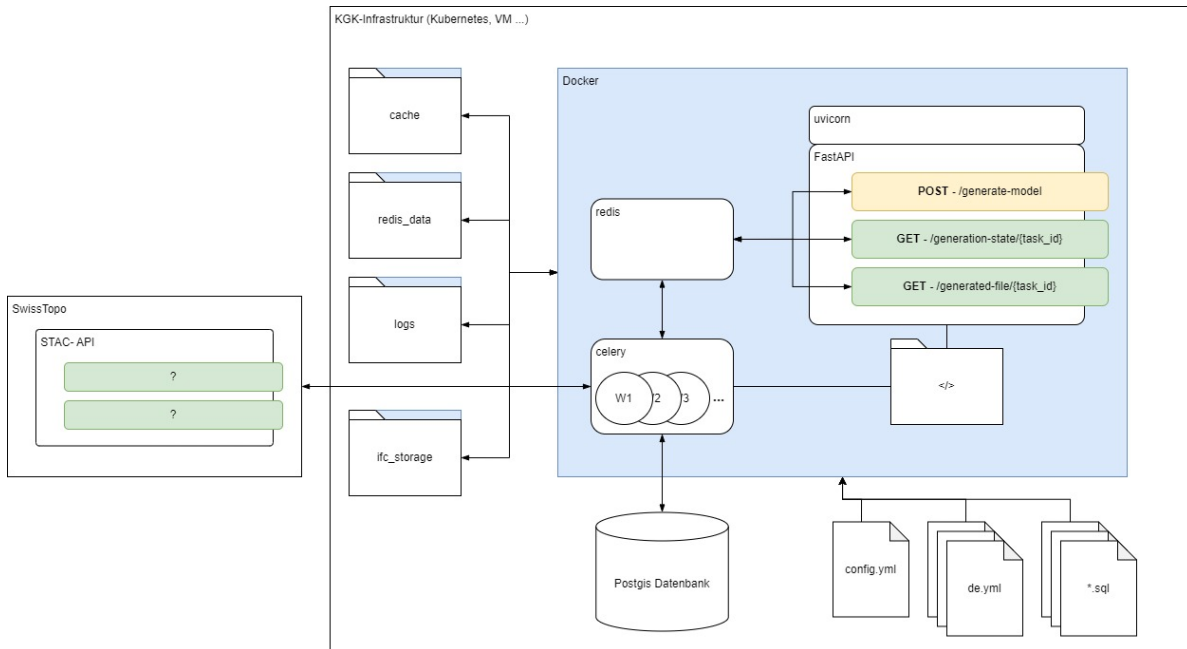 KGK-Infrastruktur (Kubernetes, VM ...)
cache
redis_data
logs
ifc_storage
SwissTopo
STAC- API
?
?
Docker
uvicorn
FastAPI
POST - /generate-model
GET - /generation-state/{task_id}
GET - /generated-file/{task_id}
redis
celery
W1
/2
/3
...
</>
Postgis Datenbank
config.yml
de.yml
*.sql